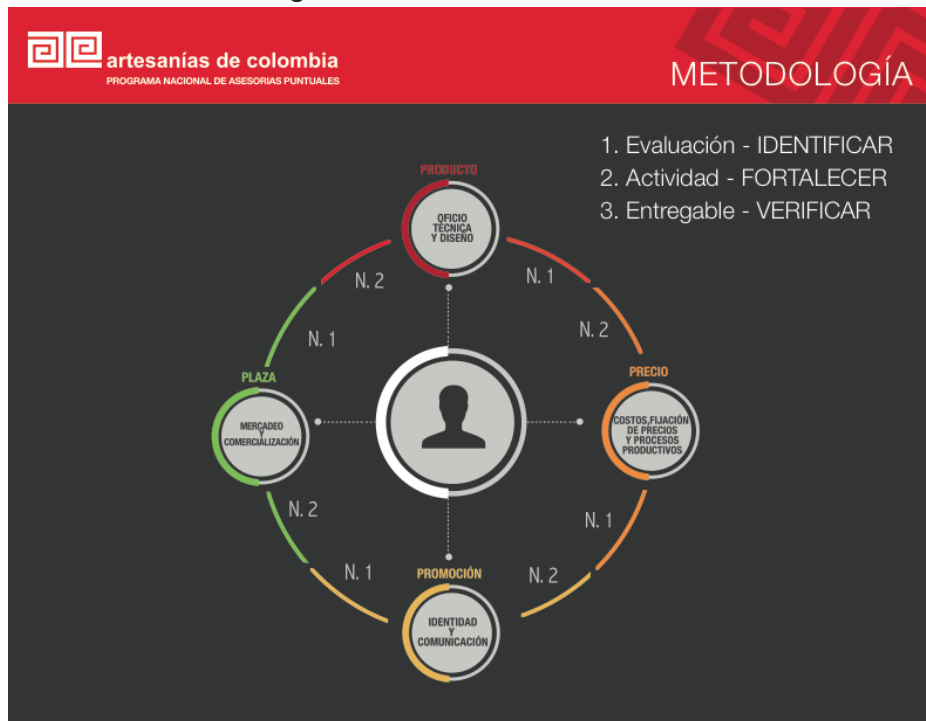 artesanías de colombia
PROGRAMA NACIONAL DE ASESORIAS PUNTUALES
METODOLOGÍA
1. Evaluación - IDENTIFICAR
2. Actividad - FORTALECER
3. Entregable - VERIFICAR
PRODUCTO
OFICIO
TÉCNICA
Y DISEÑO
N. 2
N. 1
N. 1
N. 2
PLAZA
MERCADEO
Y
COMERCIALIZACIÓN
PRECIO
COSTOS,FIJACIÓN
DE PRECIOS
Y PROCESOS
PRODUCTIVOS
N. 2
N. 1
N. 1
N. 2
PROMOCIÓN
IDENTIDAD
Y
COMUNICACIÓN